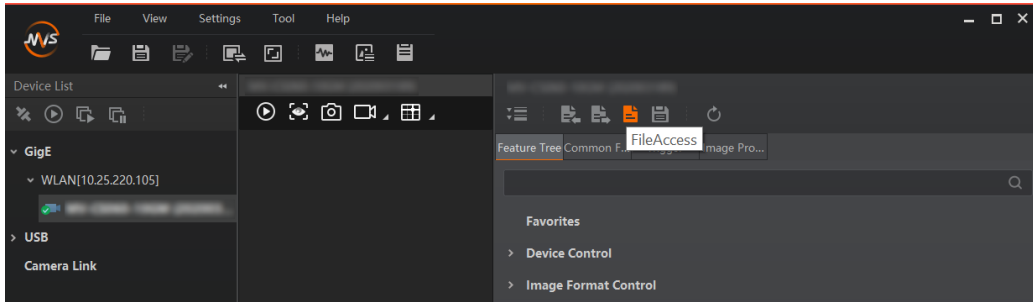 MVS
File View Settings Tool Help
Device List
FileAccess
Feature Tree Common F... mage Pro...
GigE
WLAN[10.25.220.105]
USB
Camera Link
Favorites
Device Control
Image Format Control